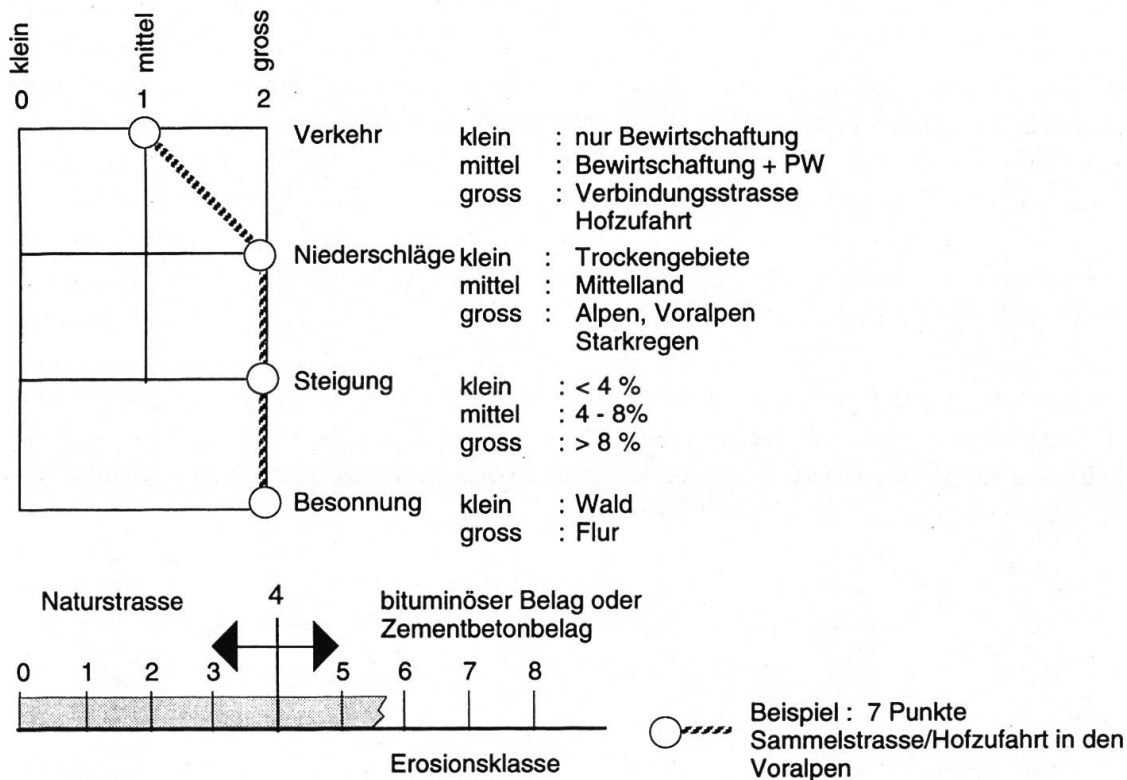 klein
mittel
gross
0 1 2
Verkehr klein : nur Bewirtschaftung
mittel : Bewirtschaftung + PW
gross : Verbindungsstrasse
Hofzufahrt
Niederschläge klein : Trockengebiete
mittel : Mittelland
gross : Alpen, Voralpen
Starkregen
Steigung klein : < 4 %
mittel : 4 - 8%
gross : > 8 %
Besonnung klein : Wald
gross : Flur
Naturstrasse 4 bituminöser Belag oder
Zementbetonbelag
0 1 2 3 5 6 7 8
Erosionsklasse
Beispiel : 7 Punkte
Sammelstrasse/Hofzufahrt in den
Voralpen